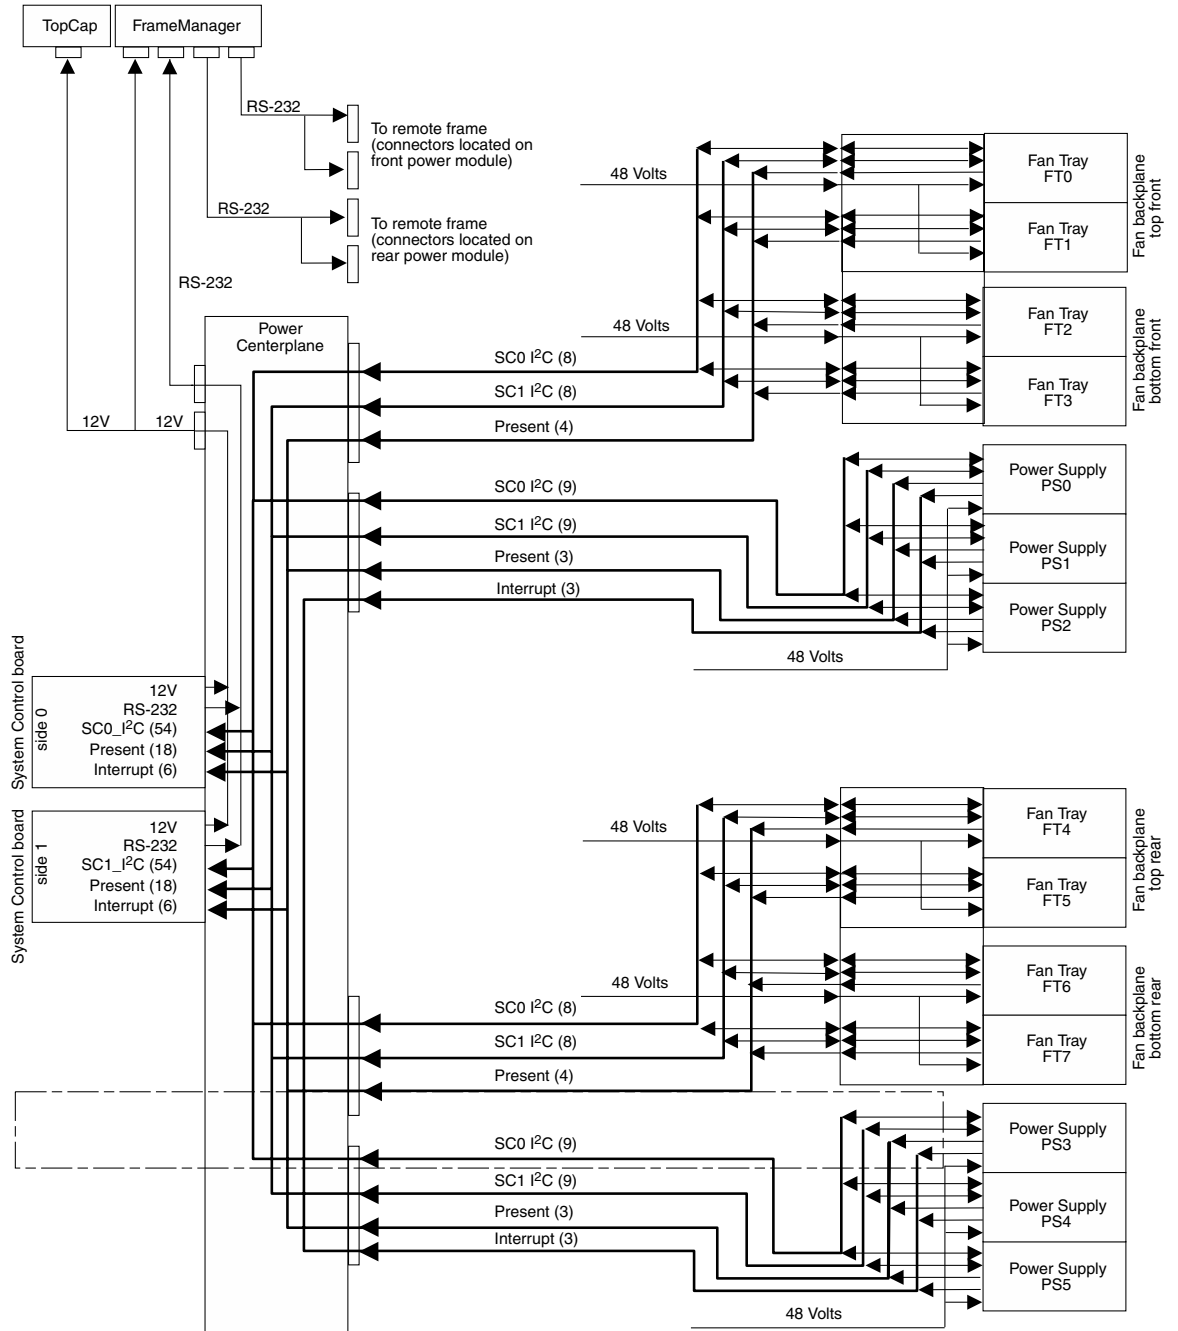 TopCap
FrameManager
RS-232
To remote frame
(connectors located on
front power module)
RS-232
To remote frame
(connectors located on
rear power module)
RS-232
48 Volts
Fan Tray
FT0
Fan Tray
FT1
Fan backplane
top front
48 Volts
Fan Tray
FT2
Fan Tray
FT3
Fan backplane
bottom front
Power
Centerplane
SC0 I²C (8)
SC1 I²C (8)
Present (4)
12V
12V
SC0 I²C (9)
SC1 I²C (9)
Present (3)
Interrupt (3)
48 Volts
Power Supply
PS0
Power Supply
PS1
Power Supply
PS2
System Control board
side 0
12V
RS-232
SC0_I²C (54)
Present (18)
Interrupt (6)
System Control board
side 1
12V
RS-232
SC1_I²C (54)
Present (18)
Interrupt (6)
48 Volts
Fan Tray
FT4
Fan Tray
FT5
Fan backplane
top rear
48 Volts
Fan Tray
FT6
Fan Tray
FT7
Fan backplane
bottom rear
SC0 I²C (8)
SC1 I²C (8)
Present (4)
SC0 I²C (9)
SC1 I²C (9)
Present (3)
Interrupt (3)
Power Supply
PS3
Power Supply
PS4
Power Supply
PS5
48 Volts